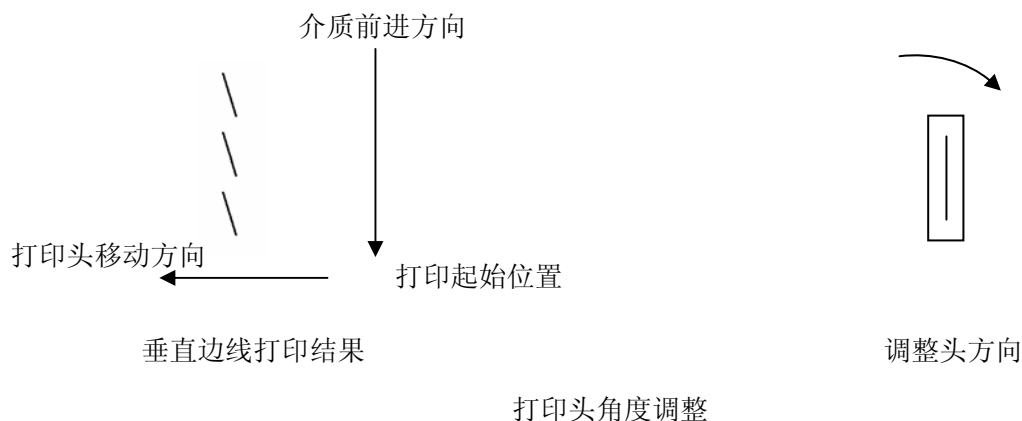 介质前进方向
打印头移动方向
打印起始位置
垂直边线打印结果
调整头方向
打印头角度调整